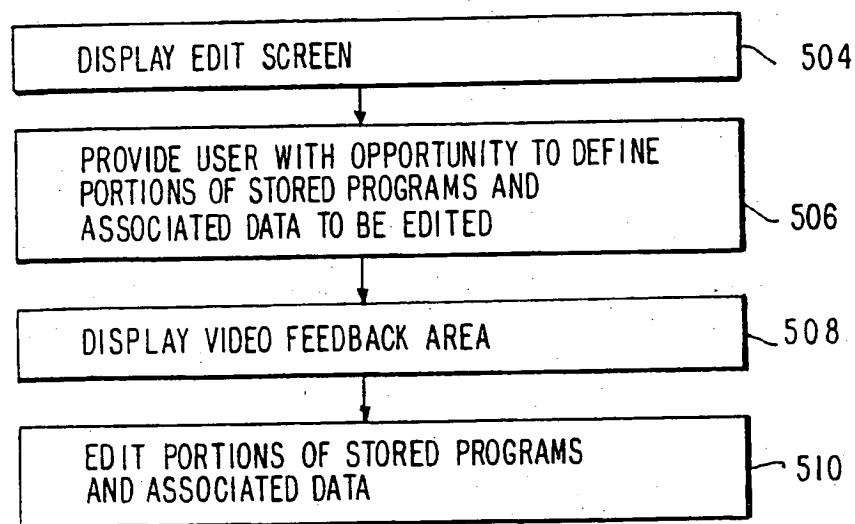 DISPLAY EDIT SCREEN
504
PROVIDE USER WITH OPPORTUNITY TO DEFINE
PORTIONS OF STORED PROGRAMS AND
ASSOCIATED DATA TO BE EDITED
506
DISPLAY VIDEO FEEDBACK AREA
508
EDIT PORTIONS OF STORED PROGRAMS
AND ASSOCIATED DATA
510